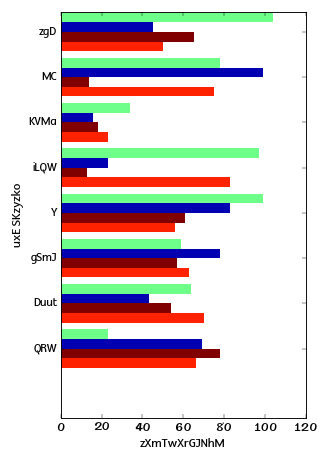 zgD
MC
KVMa
iLQW
Y
gSmJ
Duut
QRW
uxE SKzyzko
0 20 40 60 80 100 120
zXmTwXrGJNhM